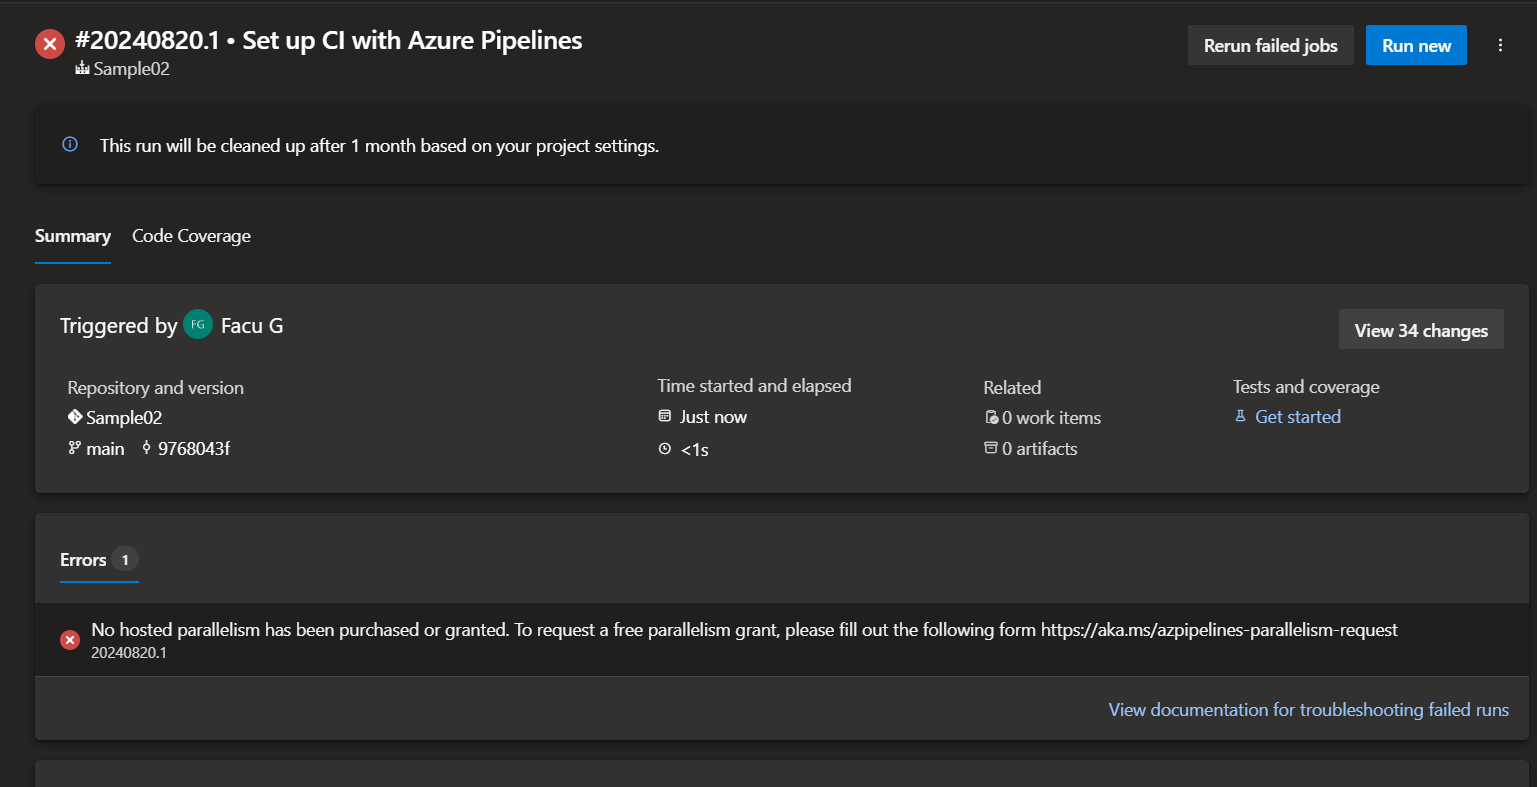 #20240820.1 • Set up CI with Azure Pipelines
Rerun failed jobs
Run new
Sample02
This run will be cleaned up after 1 month based on your project settings.
Summary
Code Coverage
Triggered by FG Facu G
View 34 changes
Repository and version
Sample02
main 9768043f
Time started and elapsed
Just now
<1s
Related
0 work items
0 artifacts
Tests and coverage
Get started
Errors 1
No hosted parallelism has been purchased or granted. To request a free parallelism grant, please fill out the following form https://aka.ms/azpipelines-parallelism-request
20240820.1
View documentation for troubleshooting failed runs